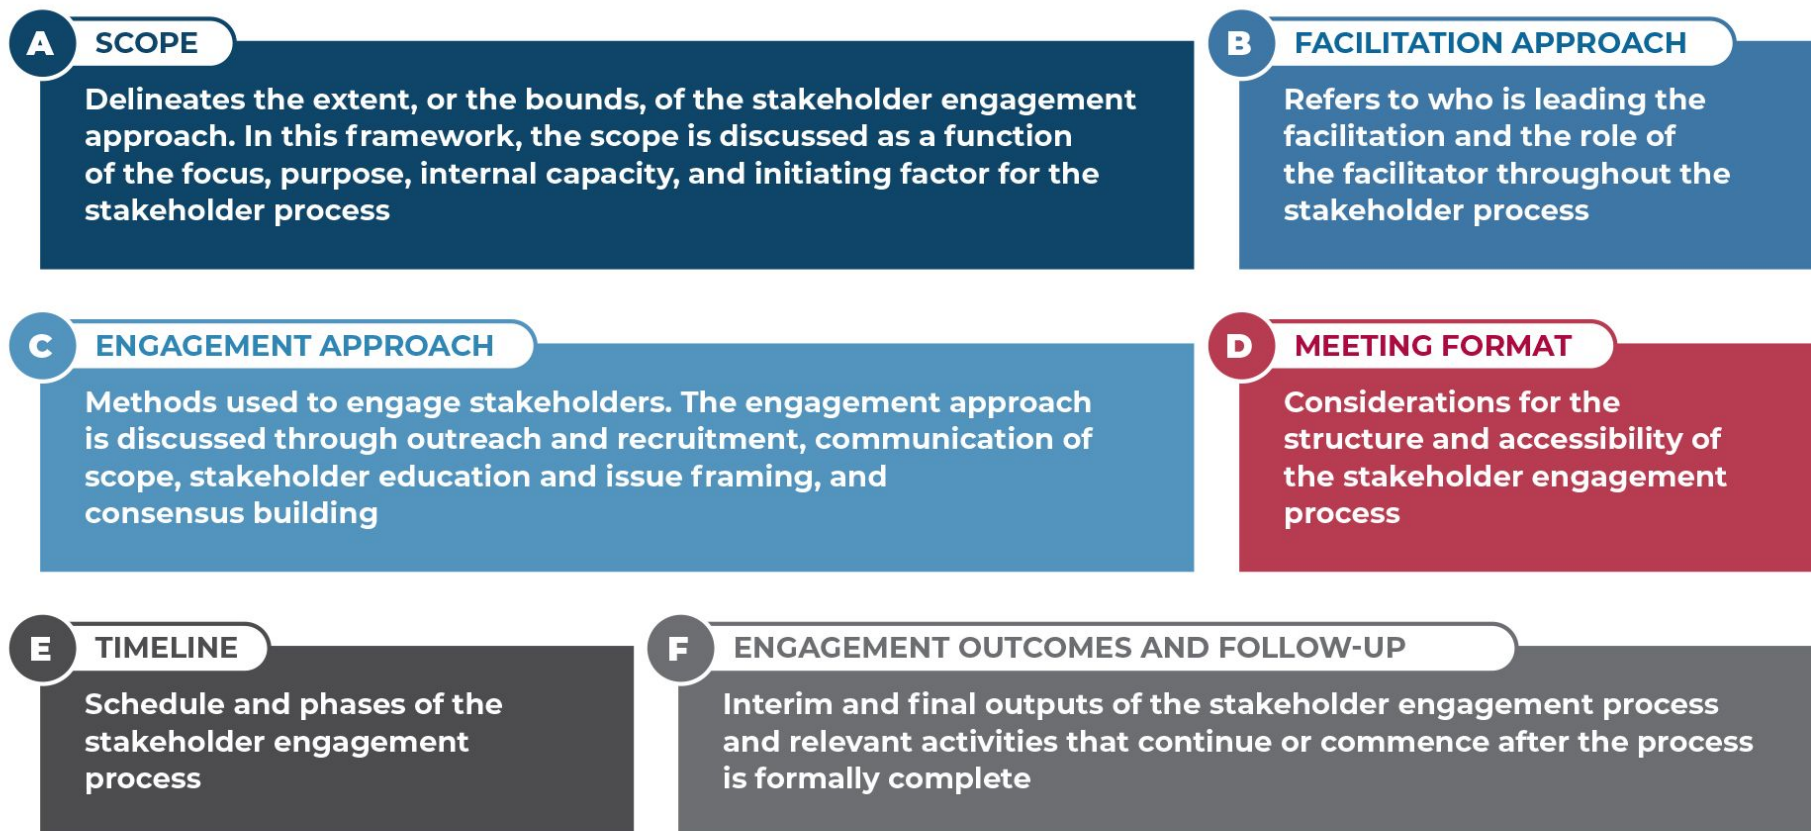 A SCOPE
Delineates the extent, or the bounds, of the stakeholder engagement
approach. In this framework, the scope is discussed as a function
of the focus, purpose, internal capacity, and initiating factor for the
stakeholder process
B FACILITATION APPROACH
Refers to who is leading the
facilitation and the role of
the facilitator throughout the
stakeholder process
C ENGAGEMENT APPROACH
Methods used to engage stakeholders. The engagement approach
is discussed through outreach and recruitment, communication of
scope, stakeholder education and issue framing, and
consensus building
D MEETING FORMAT
Considerations for the
structure and accessibility of
the stakeholder engagement
process
E TIMELINE
Schedule and phases of the
stakeholder engagement
process
F ENGAGEMENT OUTCOMES AND FOLLOW-UP
Interim and final outputs of the stakeholder engagement process
and relevant activities that continue or commence after the process
is formally complete